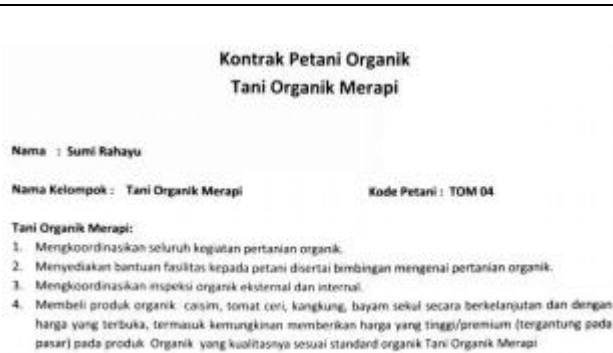 Kontrak Petani Organik
Tani Organik Merapi
Nama : Sumi Rahayu
Nama Kelompok : Tani Organik Merapi Kode Petani : TOM 04
Tani Organik Merapi:
1. Mengkoordinasikan seluruh kegiatan pertanian organik.
2. Menyediakan bantuan fasilitas kepada petani disertai bimbingan mengenai pertanian organik.
3. Mengkoordinasikan inspeksi organik eksternal dan internal.
4. Membeli produk organik caisim, tomat ceri, kangkung, bayam sekul secara berkelanjutan dan dengan
harga yang terbuka, termasuk kemungkinan memberikan harga yang tinggi/premium (tergantung pada
pasar) pada produk Organik yang kualitasnya sesuai standard organik Tani Organik Merapi